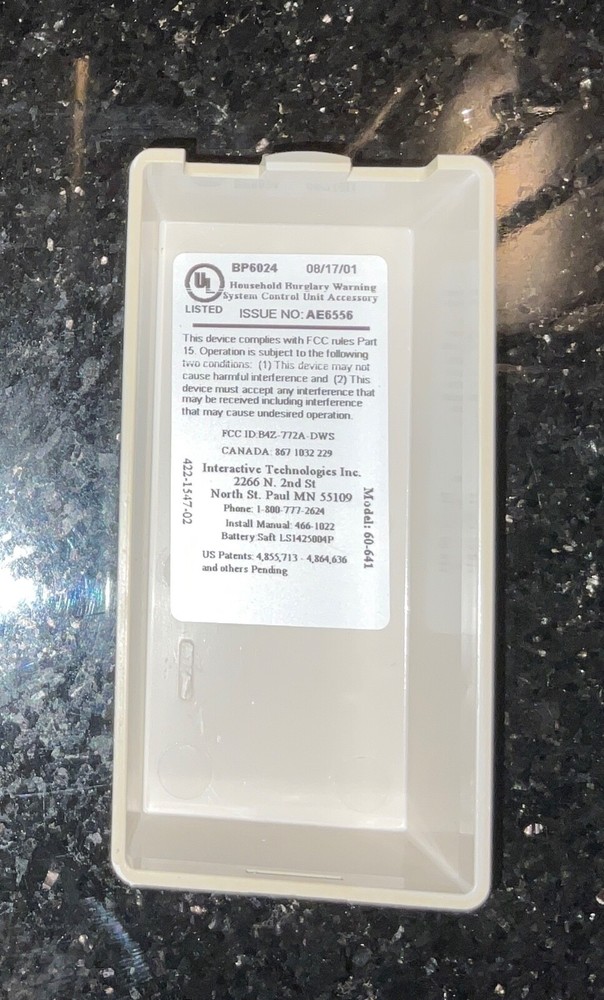 BP6024 08/17/01
UL
LISTED
Household Burglary Warning
System Control Unit Accessory
ISSUE NO: AE6556
This device complies with FCC rules Part
15. Operation is subject to the following
two conditions: (1) This device may not
cause harmful interference and (2) This
device must accept any interference that
may be received including interference
that may cause undesired operation.
FCC ID:B4Z-772A-DWS
CANADA: 867 1032 229
Interactive Technologies Inc.
2266 N. 2nd St
North St. Paul MN 55109
Phone: 1-800-777-2624
Install Manual: 466-1022
Battery:Saft LS1425004P
US Patents: 4,855,713 - 4,864,636
and others Pending
422-1547-02
Model: 60-641